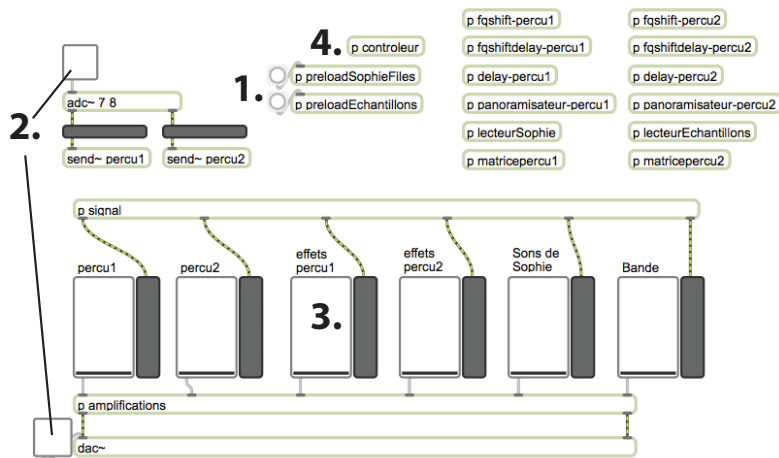 4.
p controleur
1.
p preloadSophieFiles
p preloadEchantillons
p fqshift-percu1
p fqshiftdelay-percu1
p delay-percu1
p panoramisateur-percu1
p lecteurSophie
p matricepercu1
p fqshift-percu2
p fqshiftdelay-percu2
p delay-percu2
p panoramisateur-percu2
p lecteurEchantillons
p matricepercu2
2.
adc~ 7 8
send~ percu1
send~ percu2
p signal
percu1
percu2
effets
percu1
effets
percu2
Sons de
Sophie
Bande
3.
p amplifications
dac~